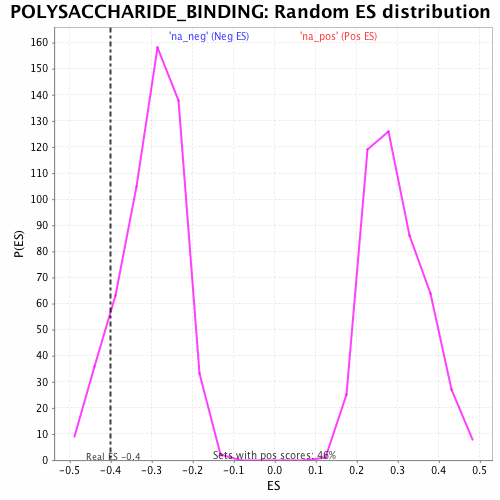 POLYSACCHARIDE_BINDING: Random ES distribution
'na_neg' (Neg ES) 'na_pos' (Pos ES)
160
150
140
130
120
110
100
90
80
70
60
50
40
30
20
10
0
P(ES)
Real ES -0.4 Sets with pos scores: 46%
-0.5 -0.4 -0.3 -0.2 -0.1 0.0 0.1 0.2 0.3 0.4 0.5
ES